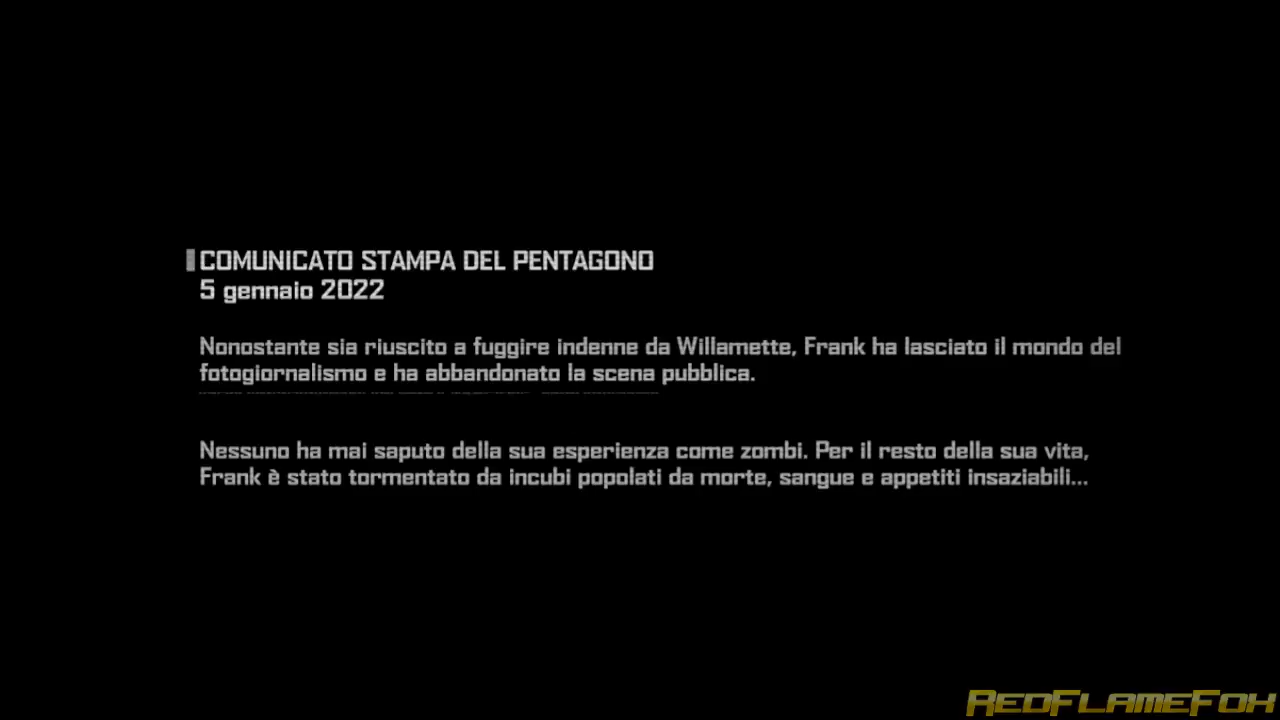 COMUNICATO STAMPA DEL PENTAGONO
5 gennaio 2022
Nonostante sia riuscito a fuggire indenne da Willamette, Frank ha lasciato il mondo del
fotogiornalismo e ha abbandonato la scena pubblica.
Nessuno ha mai saputo della sua esperienza come zombi. Per il resto della sua vita,
Frank è stato tormentato da incubi popolati da morte, sangue e appetiti insaziabili...
RedFlameFox